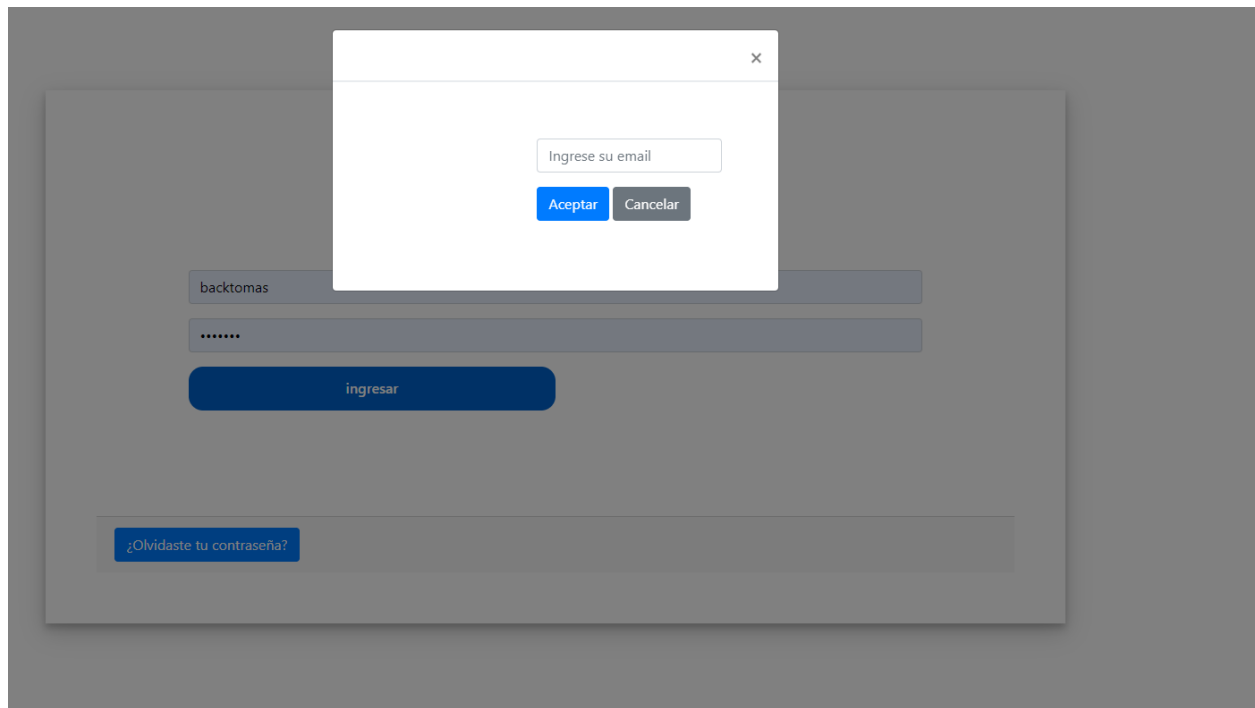 ×
Ingrese su email
Aceptar Cancelar
backtomas
•••••••
ingresar
¿Olvidaste tu contraseña?